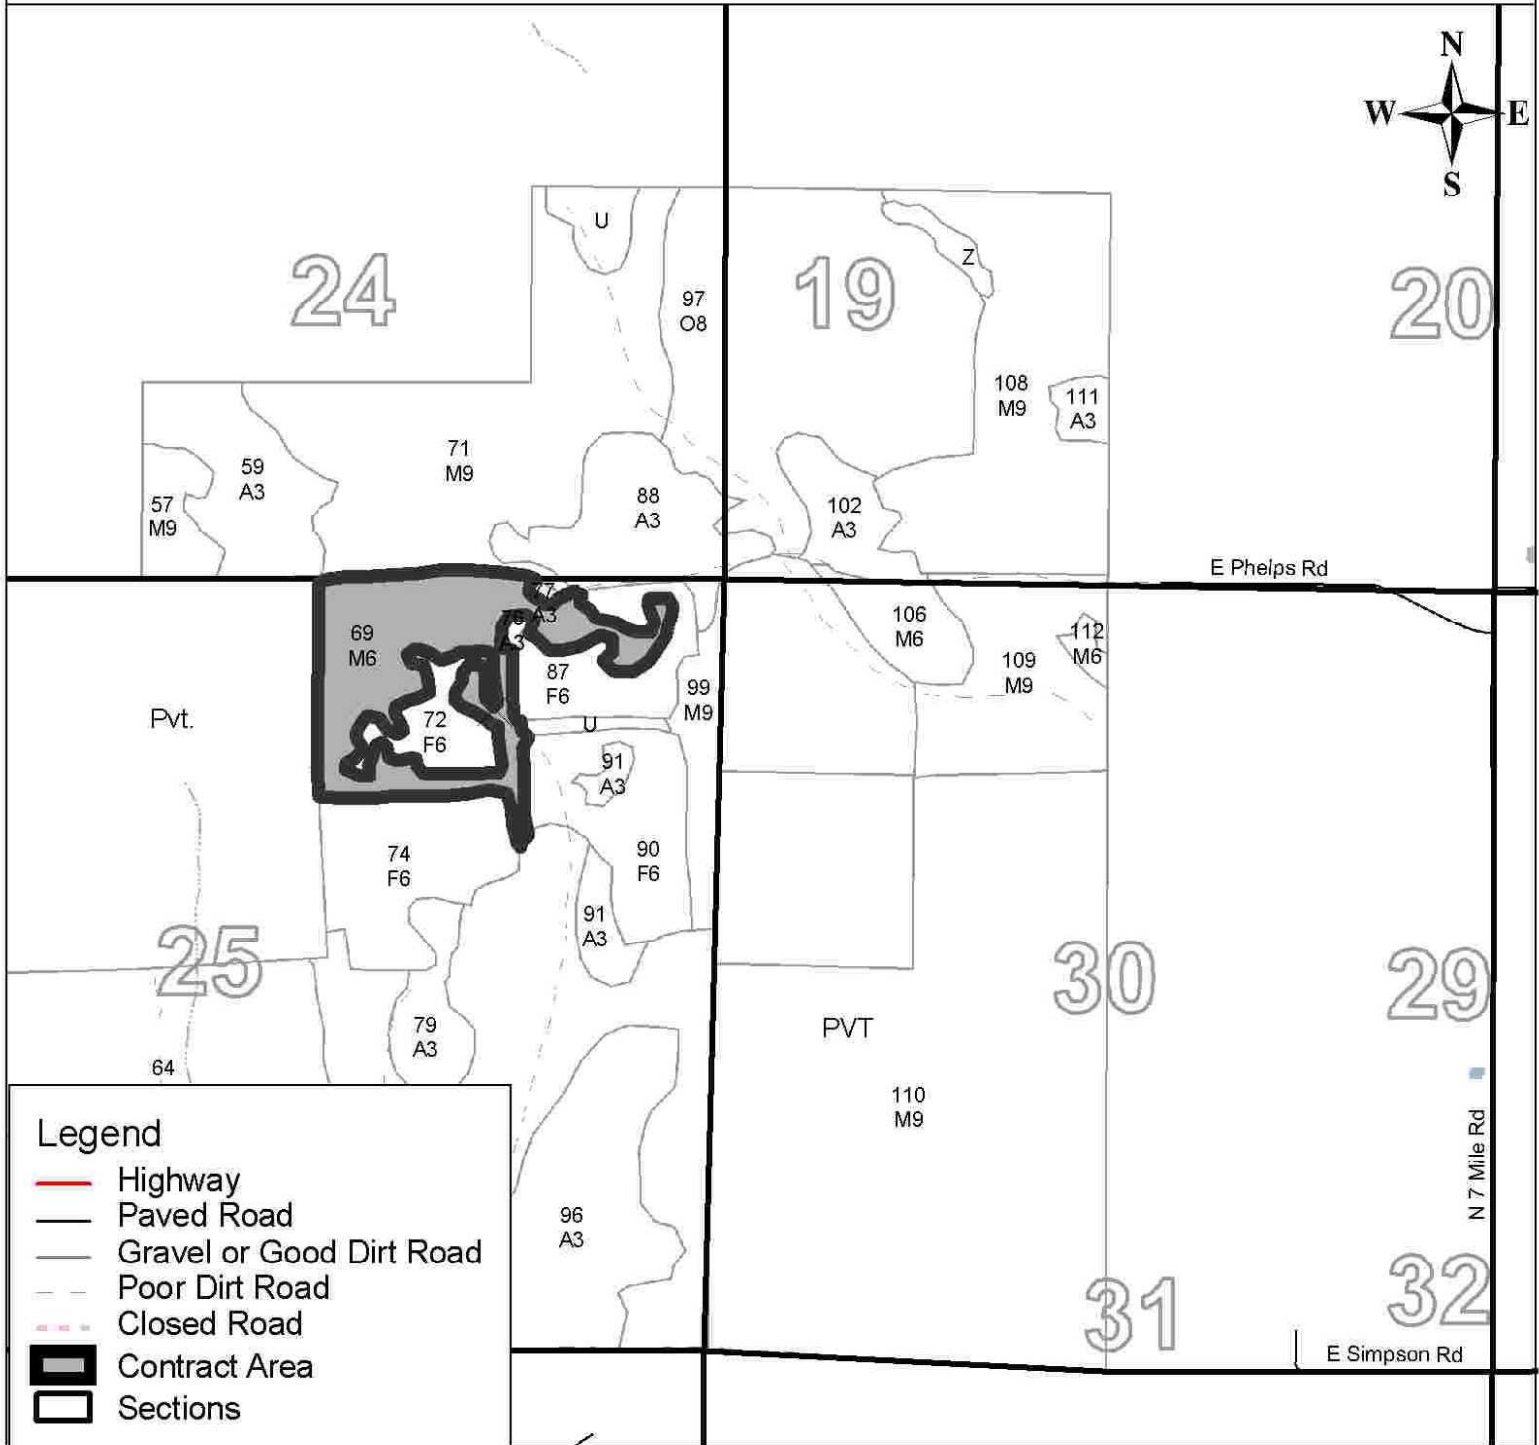 N
W E
S
U
Z
24
19
20
97
O8
108
M9
111
A3
71
M9
59
A3
57
M9
88
A3
102
A3
E Phelps Rd
77
A3
76
A3
69
M6
106
M6
112
M6
109
M9
87
F6
99
M9
Pvt.
72
F6
U
91
A3
74
F6
90
F6
91
A3
25
30
29
79
A3
PVT
64
110
M9
N 7 Mile Rd
96
A3
31
32
E Simpson Rd
Legend
Highway
Paved Road
Gravel or Good Dirt Road
Poor Dirt Road
Closed Road
Contract Area
Sections